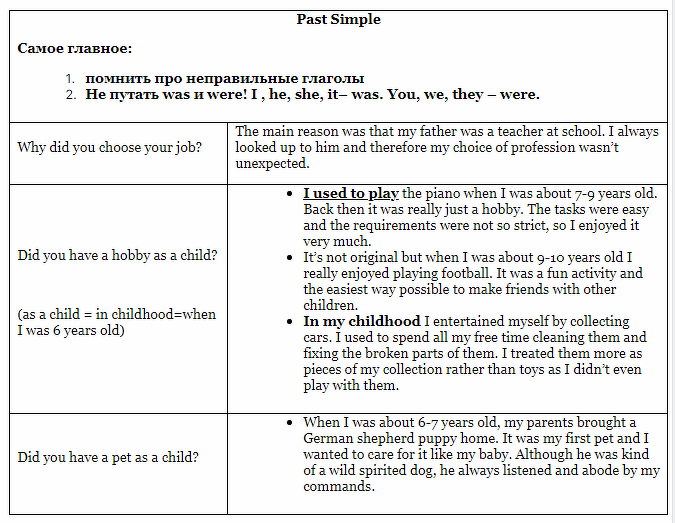 Past Simple
Самое главное:
1. помнить про неправильные глаголы
2. Не путать was и were! I , he, she, it– was. You, we, they – were.
Why did you choose your job?
The main reason was that my father was a teacher at school. I always
looked up to him and therefore my choice of profession wasn’t
unexpected.
Did you have a hobby as a child?
(as a child = in childhood=when
I was 6 years old)
• I used to play the piano when I was about 7-9 years old.
Back then it was really just a hobby. The tasks were easy
and the requirements were not so strict, so I enjoyed it
very much.
• It’s not original but when I was about 9-10 years old I
really enjoyed playing football. It was a fun activity and
the easiest way possible to make friends with other
children.
• In my childhood I entertained myself by collecting
cars. I used to spend all my free time cleaning them and
fixing the broken parts of them. I treated them more as
pieces of my collection rather than toys as I didn’t even
play with them.
Did you have a pet as a child?
• When I was about 6-7 years old, my parents brought a
German shepherd puppy home. It was my first pet and I
wanted to care for it like my baby. Although he was kind
of a wild spirited dog, he always listened and abode by my
commands.